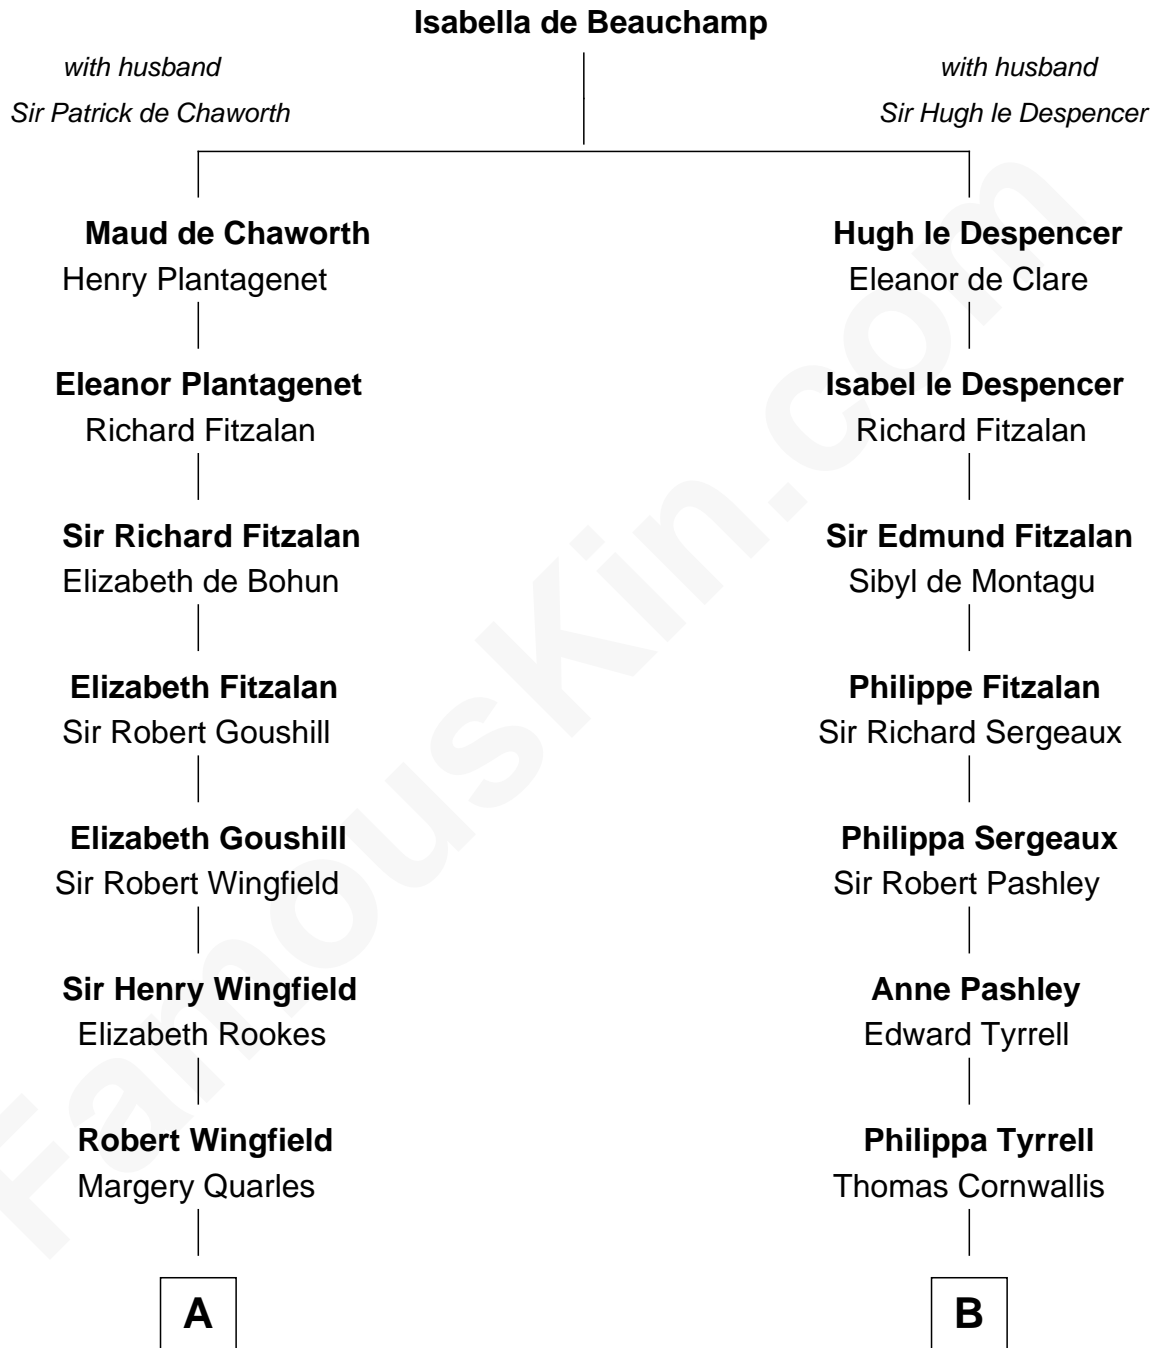 Isabella de Beauchamp
with husband
Sir Patrick de Chaworth
with husband
Sir Hugh le Despencer
Maud de Chaworth
Henry Plantagenet
Hugh le Despencer
Eleanor de Clare
Eleanor Plantagenet
Richard Fitzalan
Isabel le Despencer
Richard Fitzalan
Sir Richard Fitzalan
Elizabeth de Bohun
Sir Edmund Fitzalan
Sibyl de Montagu
Elizabeth Fitzalan
Sir Robert Goushill
Philippe Fitzalan
Sir Richard Sergeaux
Elizabeth Goushill
Sir Robert Wingfield
Philippa Sergeaux
Sir Robert Pashley
Sir Henry Wingfield
Elizabeth Rookes
Anne Pashley
Edward Tyrrell
Robert Wingfield
Margery Quarles
Philippa Tyrrell
Thomas Cornwallis
A
B
FamousKin.com